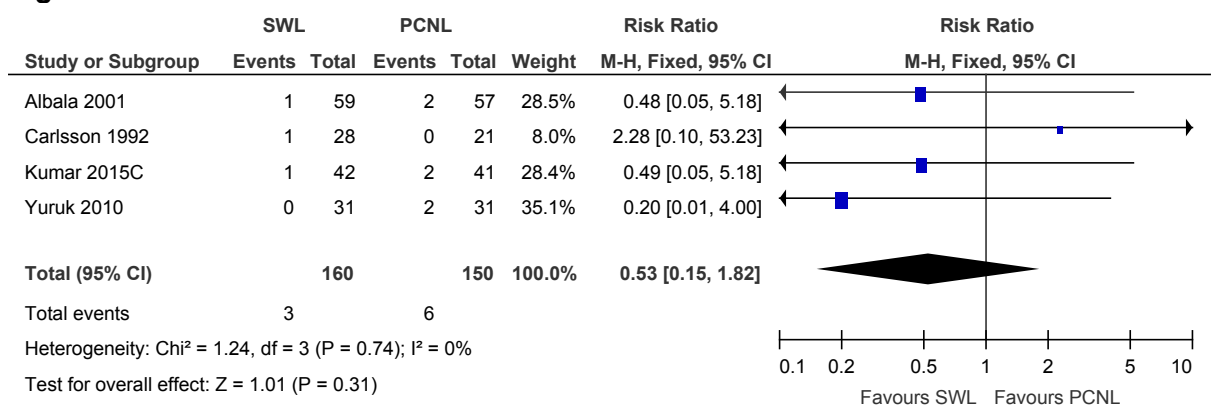 SWL PCNL Risk Ratio Risk Ratio
Study or Subgroup Events Total Events Total Weight M-H, Fixed, 95% CI M-H, Fixed, 95% CI
Albala 2001 1 59 2 57 28.5% 0.48 [0.05, 5.18]
Carlsson 1992 1 28 0 21 8.0% 2.28 [0.10, 53.23]
Kumar 2015C 1 42 2 41 28.4% 0.49 [0.05, 5.18]
Yuruk 2010 0 31 2 31 35.1% 0.20 [0.01, 4.00]
Total (95% CI) 160 150 100.0% 0.53 [0.15, 1.82]
Total events 3 6
Heterogeneity: Chi² = 1.24, df = 3 (P = 0.74); I² = 0%
Test for overall effect: Z = 1.01 (P = 0.31)
0.1 0.2 0.5 1 2 5 10
Favours SWL Favours PCNL